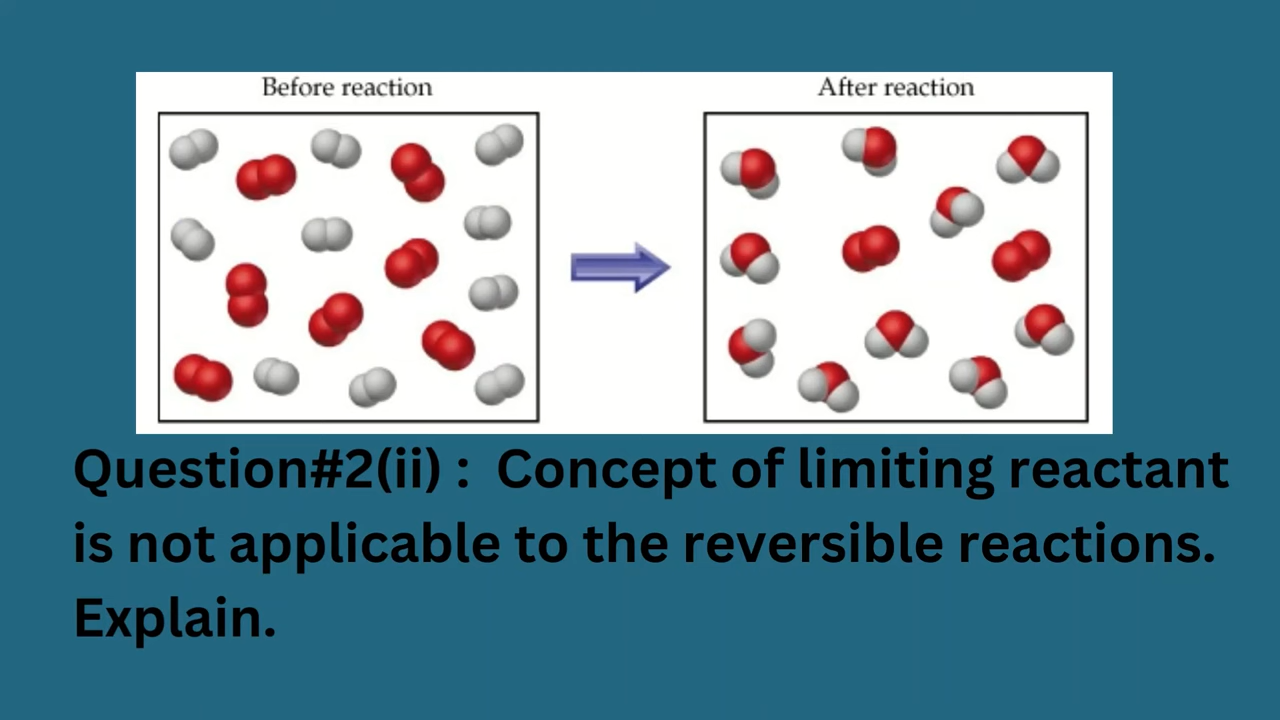 Before reaction
After reaction
Question#2(ii) :  Concept of limiting reactant
is not applicable to the reversible reactions.
Explain.